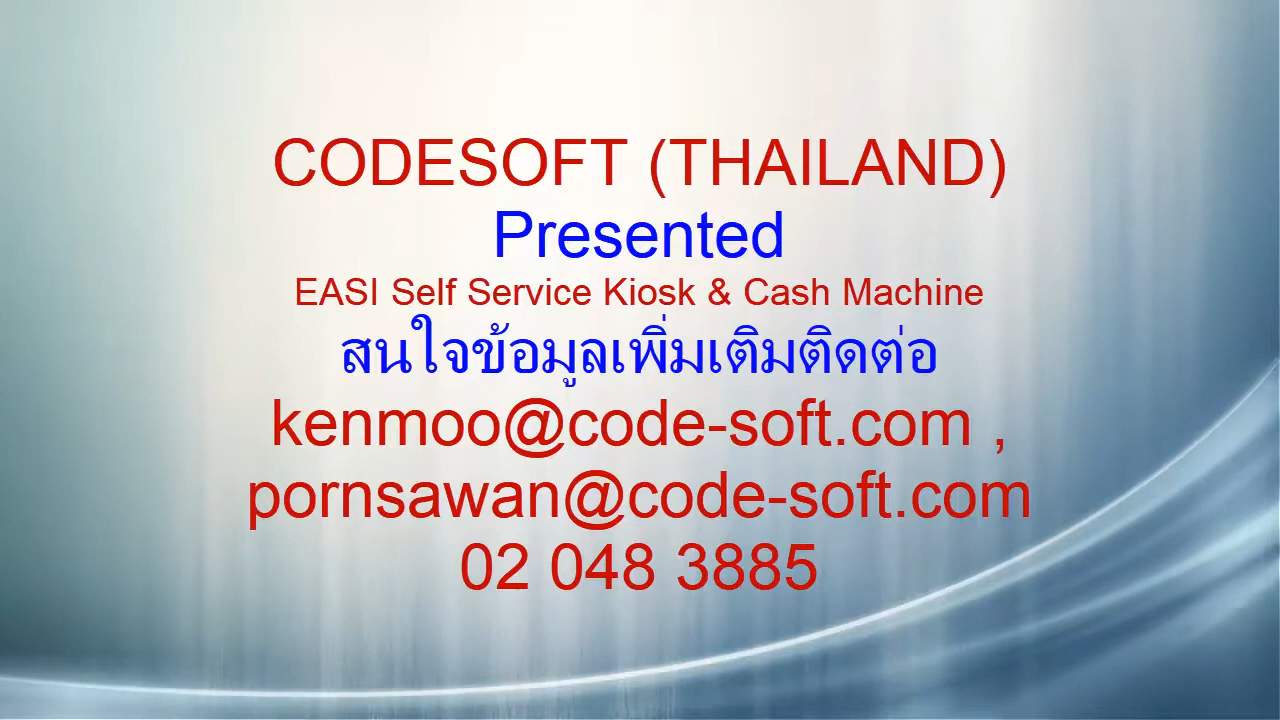 CODESOFT (THAILAND)
Presented
EASI Self Service Kiosk & Cash Machine
สนใจข้อมูลเพิ่มเติมติดต่อ
kenmoo@code-soft.com ,
pornsawan@code-soft.com
02 048 3885